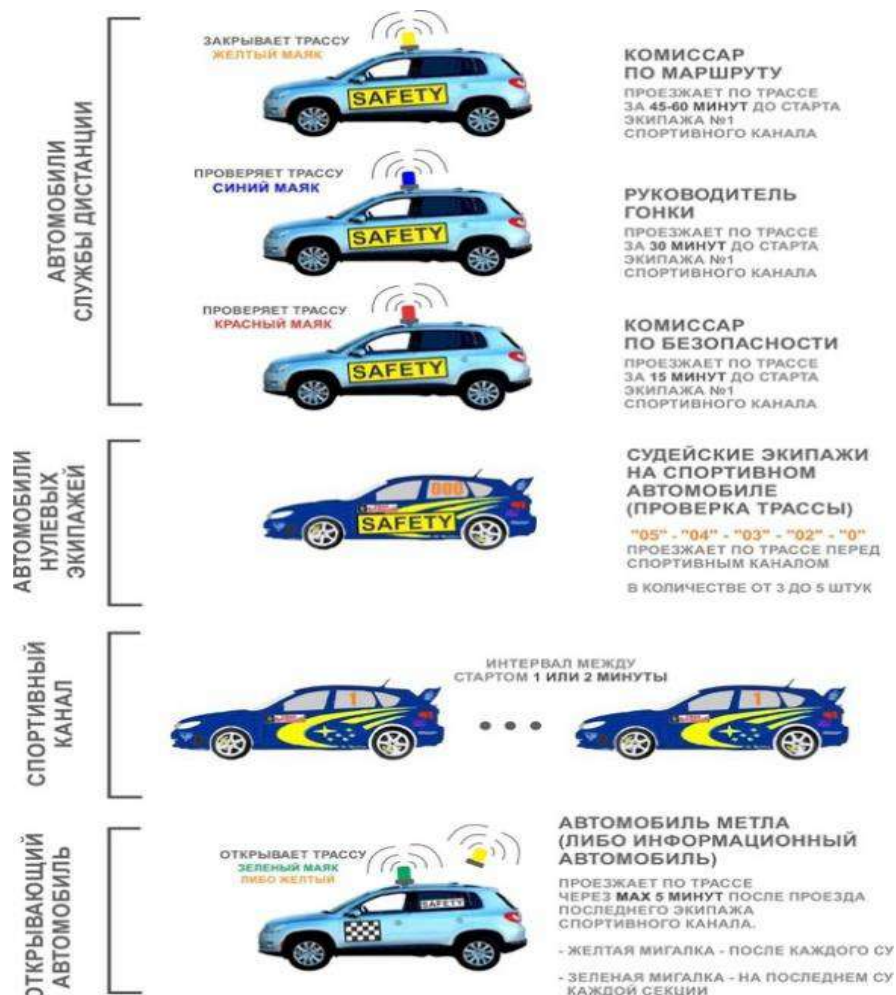 АВТОМОБИЛИ
СЛУЖБЫ ДИСТАНЦИИ
ЗАКРЫВАЕТ ТРАССУ
ЖЕЛТЫЙ МАЯК
SAFETY
КОМИССАР
ПО МАРШРУТУ
ПРОЕЗЖАЕТ ПО ТРАССЕ
ЗА 45-60 МИНУТ ДО СТАРТА
ЭКИПАЖА №1
СПОРТИВНОГО КАНАЛА
ПРОВЕРЯЕТ ТРАССУ
СИНИЙ МАЯК
SAFETY
РУКОВОДИТЕЛЬ
ГОНКИ
ПРОЕЗЖАЕТ ПО ТРАССЕ
ЗА 30 МИНУТ ДО СТАРТА
ЭКИПАЖА №1
СПОРТИВНОГО КАНАЛА
ПРОВЕРЯЕТ ТРАССУ
КРАСНЫЙ МАЯК
SAFETY
КОМИССАР
ПО БЕЗОПАСНОСТИ
ПРОЕЗЖАЕТ ПО ТРАССЕ
ЗА 15 МИНУТ ДО СТАРТА
ЭКИПАЖА №1
СПОРТИВНОГО КАНАЛА
АВТОМОБИЛИ
НУЛЕВЫХ
ЭКИПАЖЕЙ
000
SAFETY
СУДЕЙСКИЕ ЭКИПАЖИ
НА СПОРТИВНОМ
АВТОМОБИЛЕ
(ПРОВЕРКА ТРАССЫ)
"05" - "04" - "03" - "02" - "0"
ПРОЕЗЖАЕТ ПО ТРАССЕ ПЕРЕД
СПОРТИВНЫМ КАНАЛОМ
В КОЛИЧЕСТВЕ ОТ 3 ДО 5 ШТУК
СПОРТИВНЫЙ
КАНАЛ
1
ИНТЕРВАЛ МЕЖДУ
СТАРТОМ 1 ИЛИ 2 МИНУТЫ
1
ОТКРЫВАЮЩИЙ
АВТОМОБИЛЬ
ОТКРЫВАЕТ ТРАССУ
ЗЕЛЕНЫЙ МАЯК
ЛИБО ЖЕЛТЫЙ
SAFETY
АВТОМОБИЛЬ МЕТЛА
(ЛИБО ИНФОРМАЦИОННЫЙ
АВТОМОБИЛЬ)
ПРОЕЗЖАЕТ ПО ТРАССЕ
ЧЕРЕЗ MAX 5 МИНУТ ПОСЛЕ ПРОЕЗДА
ПОСЛЕДНЕГО ЭКИПАЖА
СПОРТИВНОГО КАНАЛА.
- ЖЕЛТАЯ МИГАЛКА - ПОСЛЕ КАЖДОГО СУ
- ЗЕЛЕНАЯ МИГАЛКА - НА ПОСЛЕДНЕМ СУ
КАЖДОЙ СЕКЦИИ